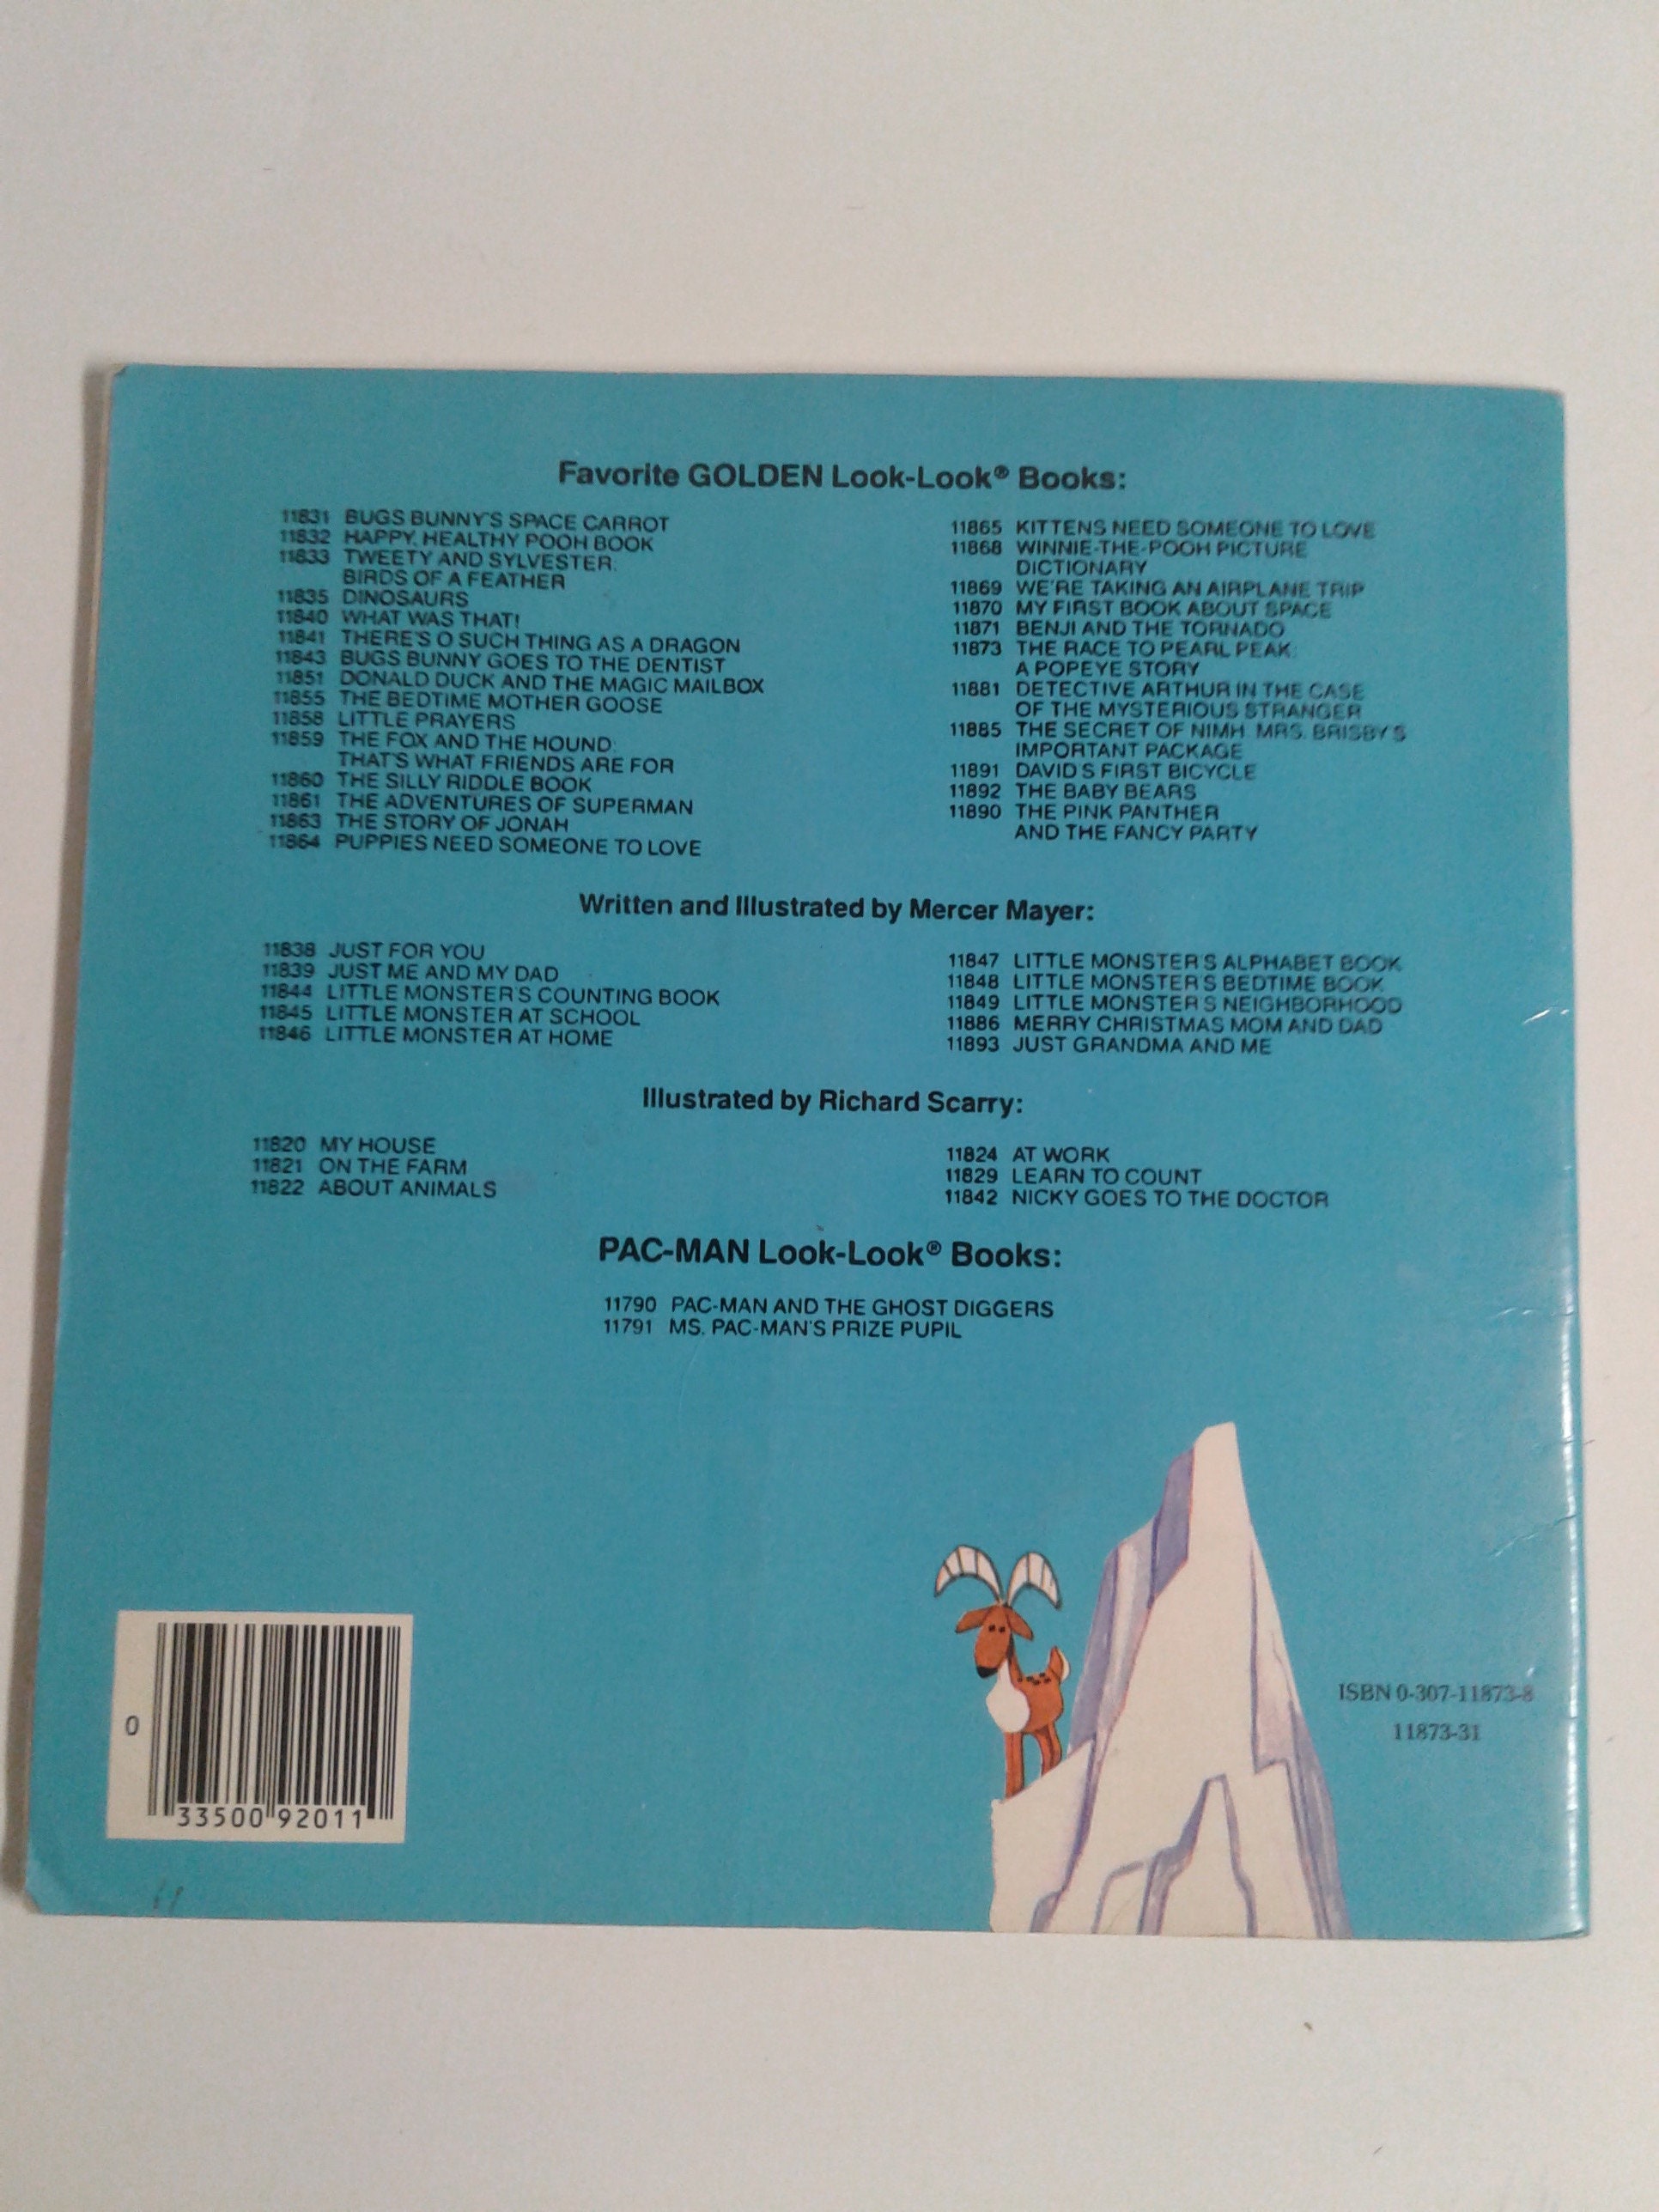 Favorite GOLDEN Look-Look® Books:
11831 BUGS BUNNY'S SPACE CARROT
11832 HAPPY, HEALTHY POOH BOOK
11833 TWEETY AND SYLVESTER:
BIRDS OF A FEATHER
11835 DINOSAURS
11840 WHAT WAS THAT!
11841 THERE'S O SUCH THING AS A DRAGON
11843 BUGS BUNNY GOES TO THE DENTIST
11851 DONALD DUCK AND THE MAGIC MAILBOX
11855 THE BEDTIME MOTHER GOOSE
11858 LITTLE PRAYERS
11859 THE FOX AND THE HOUND:
THAT'S WHAT FRIENDS ARE FOR
11860 THE SILLY RIDDLE BOOK
11861 THE ADVENTURES OF SUPERMAN
11863 THE STORY OF JONAH
11864 PUPPIES NEED SOMEONE TO LOVE
11865 KITTENS NEED SOMEONE TO LOVE
11868 WINNIE-THE-POOH PICTURE
DICTIONARY
11869 WE'RE TAKING AN AIRPLANE TRIP
11870 MY FIRST BOOK ABOUT SPACE
11871 BENJI AND THE TORNADO
11873 THE RACE TO PEARL PEAK:
A POPEYE STORY
11881 DETECTIVE ARTHUR IN THE CASE
OF THE MYSTERIOUS STRANGER
11885 THE SECRET OF NIMH: MRS. BRISBY'S
IMPORTANT PACKAGE
11891 DAVID'S FIRST BICYCLE
11892 THE BABY BEARS
11890 THE PINK PANTHER
AND THE FANCY PARTY
Written and Illustrated by Mercer Mayer:
11838 JUST FOR YOU
11839 JUST ME AND MY DAD
11844 LITTLE MONSTER'S COUNTING BOOK
11845 LITTLE MONSTER AT SCHOOL
11846 LITTLE MONSTER AT HOME
11847 LITTLE MONSTER'S ALPHABET BOOK
11848 LITTLE MONSTER'S BEDTIME BOOK
11849 LITTLE MONSTER'S NEIGHBORHOOD
11886 MERRY CHRISTMAS MOM AND DAD
11893 JUST GRANDMA AND ME
Illustrated by Richard Scarry:
11820 MY HOUSE
11821 ON THE FARM
11822 ABOUT ANIMALS
11824 AT WORK
11829 LEARN TO COUNT
11842 NICKY GOES TO THE DOCTOR
PAC-MAN Look-Look® Books:
11790 PAC-MAN AND THE GHOST DIGGERS
11791 MS. PAC-MAN'S PRIZE PUPIL
ISBN 0-307-11873-8
11873-31
0 33500 92011